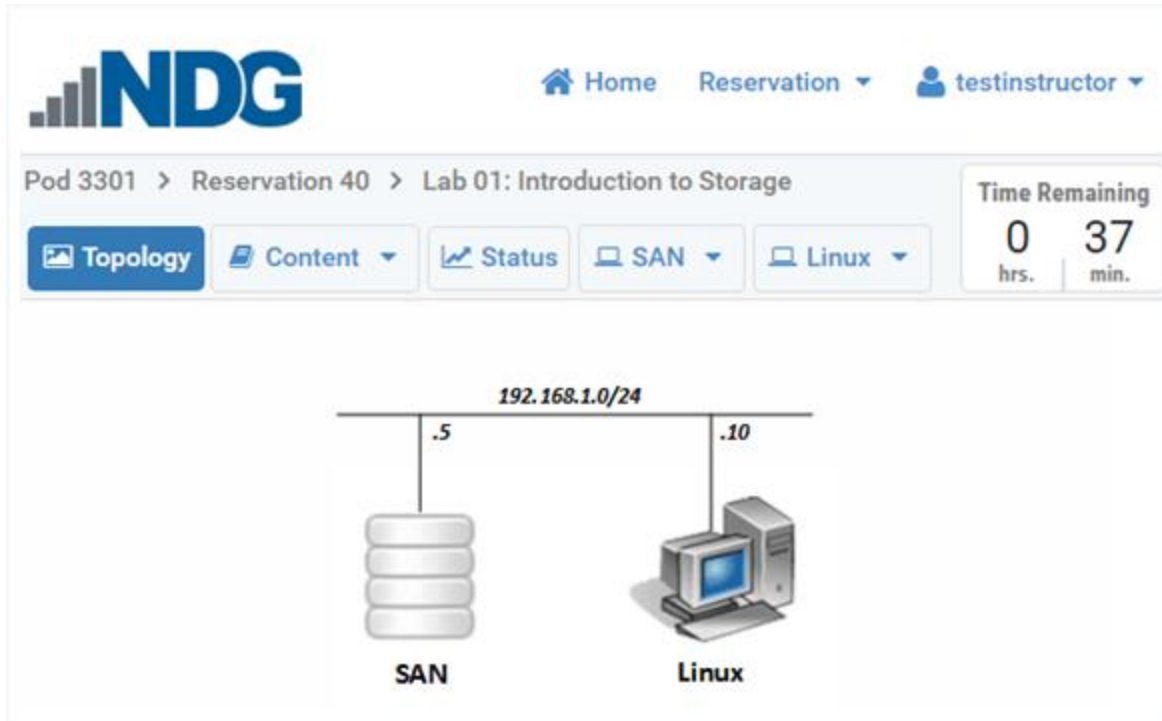 NDG
Home Reservation testinstructor
Pod 3301 > Reservation 40 > Lab 01: Introduction to Storage
Time Remaining
Topology Content Status SAN Linux
0 37
hrs. min.
192.168.1.0/24
.5 .10
SAN Linux